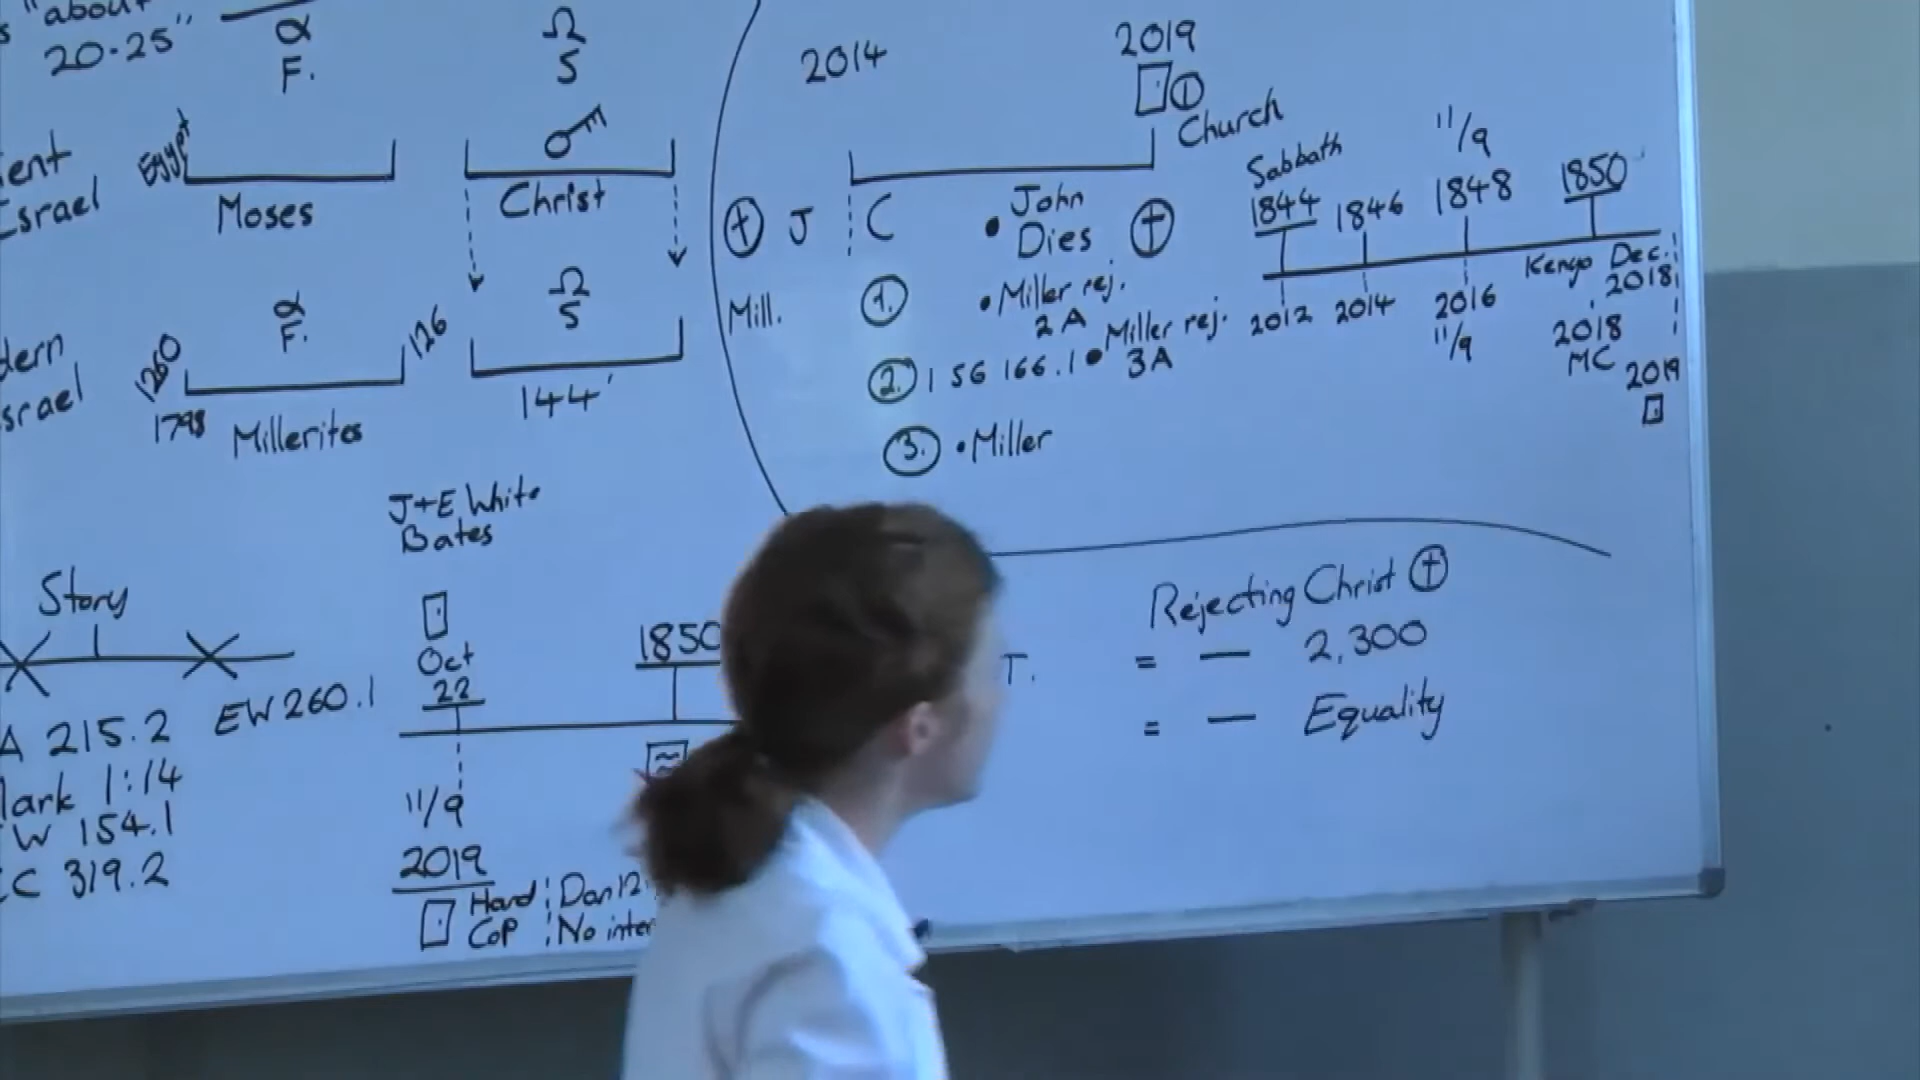 "about
20-25"
α
F.
Ω
S
Egypt
Moses
Christ
Israel
α
F.
Ω
S
1260
1798
Millerites
126
144'
J+E White
Bates
Story
Oct
22
1850
A 215.2
EW 260.1
Mark 1:14
W 154.1
C 319.2
11/9
2019
Hard
Dan 12
CoP
No inter
2014
2019
1
Church
J
C
John
Dies
Mill.
1.
Miller rej.
2A
2.
1 SG 166.1
Miller rej.
3A
3.
Miller
Sabbath
1844
1846
11/9
1848
1850
2012
2014
2016
11/9
Dec.
2018
2018
MC
2019
Rejecting Christ
T.
= — 2,300
= — Equality